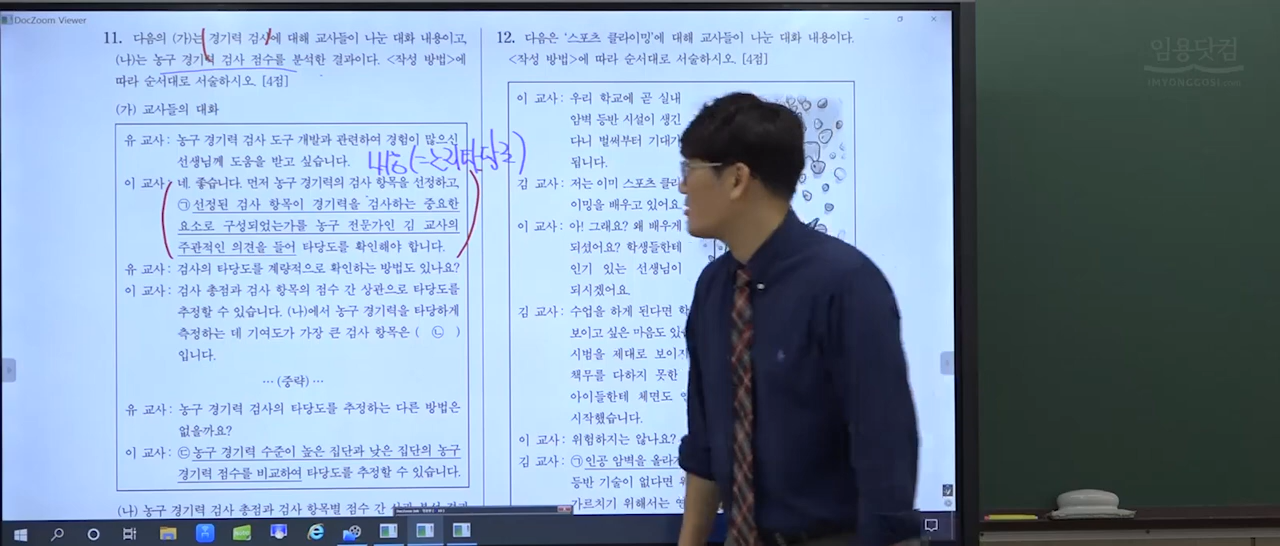 DocZoom Viewer
11. 다음의 (가)는 경기력 검사에 대해 교사들이 나눈 대화 내용이고,
(나)는 농구 경기력 검사 점수를 분석한 결과이다. <작성 방법>에
따라 순서대로 서술하시오. [4점]
(가) 교사들의 대화
유 교사: 농구 경기력 검사 도구 개발과 관련하여 경험이 많으신
선생님께 도움을 받고 싶습니다.
이 교사: 네. 좋습니다. 먼저 농구 경기력의 검사 항목을 선정하고,
㉠선정된 검사 항목이 경기력을 검사하는 중요한
요소로 구성되었는가를 농구 전문가인 김 교사의
주관적인 의견을 들어 타당도를 확인해야 합니다.
유 교사: 검사의 타당도를 계량적으로 확인하는 방법도 있나요?
이 교사: 검사 총점과 검사 항목의 점수 간 상관으로 타당도를
추정할 수 있습니다. (나)에서 농구 경기력을 타당하게
측정하는 데 기여도가 가장 큰 검사 항목은 ( ㉡ )
입니다.
…(중략)…
유 교사: 농구 경기력 검사의 타당도를 추정하는 다른 방법은
없을까요?
이 교사: ㉢농구 경기력 수준이 높은 집단과 낮은 집단의 농구
경기력 점수를 비교하여 타당도를 추정할 수 있습니다.
(나) 농구 경기력 검사 총점과 검사 항목별 점수 간
12. 다음은 '스포츠 클라이밍'에 대해 교사들이 나눈 대화 내용이다.
<작성 방법>에 따라 순서대로 서술하시오. [4점]
이 교사: 우리 학교에 곧 실내
암벽 등반 시설이 생긴
다니 벌써부터 기대가
됩니다.
김 교사: 저는 이미 스포츠 클라
이밍을 배우고 있어요.
이 교사: 아! 그래요? 왜 배우게
되셨어요? 학생들한테
인기 있는 선생님이
되시겠어요.
김 교사: 수업을 하게 된다면 학
보이고 싶은 마음도 있
시범을 제대로 보이지
책무를 다하지 못한
아이들한테 체면도
시작했습니다.
이 교사: 위험하지는 않나요?
김 교사: ㉠인공 암벽을 올라가
등반 기술이 없다면
가르치기 위해서는
임용닷컴
IMYONGGOSI.com